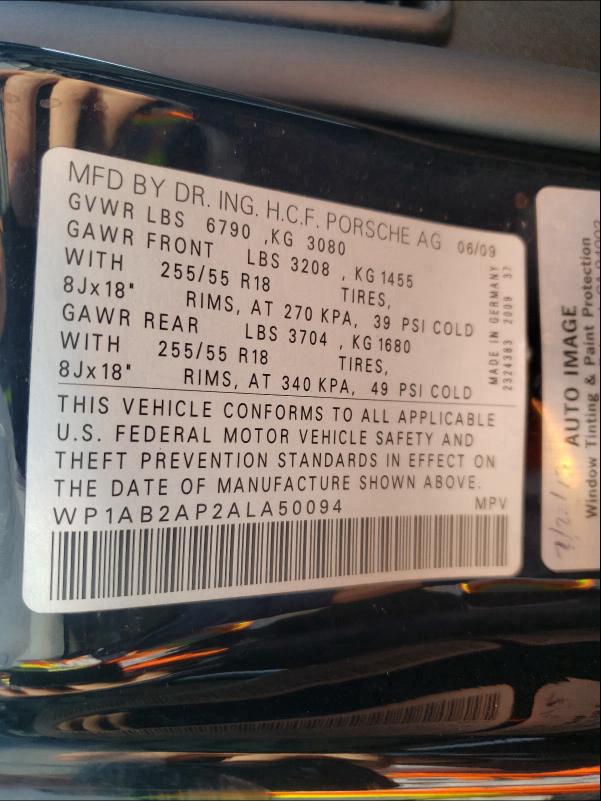 MFD BY DR. ING. H.C.F. PORSCHE AG 06/09
GVWR LBS 6790 ,KG 3080
GAWR FRONT LBS 3208 , KG 1455
WITH 255/55 R18 TIRES,
8Jx18" RIMS, AT 270 KPA, 39 PSI COLD
GAWR REAR LBS 3704 , KG 1680
WITH 255/55 R18 TIRES,
8Jx18" RIMS, AT 340 KPA, 49 PSI COLD
MADE IN GERMANY
2324383 2009 37
THIS VEHICLE CONFORMS TO ALL APPLICABLE
U.S. FEDERAL MOTOR VEHICLE SAFETY AND
THEFT PREVENTION STANDARDS IN EFFECT ON
THE DATE OF MANUFACTURE SHOWN ABOVE.
WP1AB2AP2ALA50094 MPV
AUTO IMAGE
Window Tinting & Paint Protection